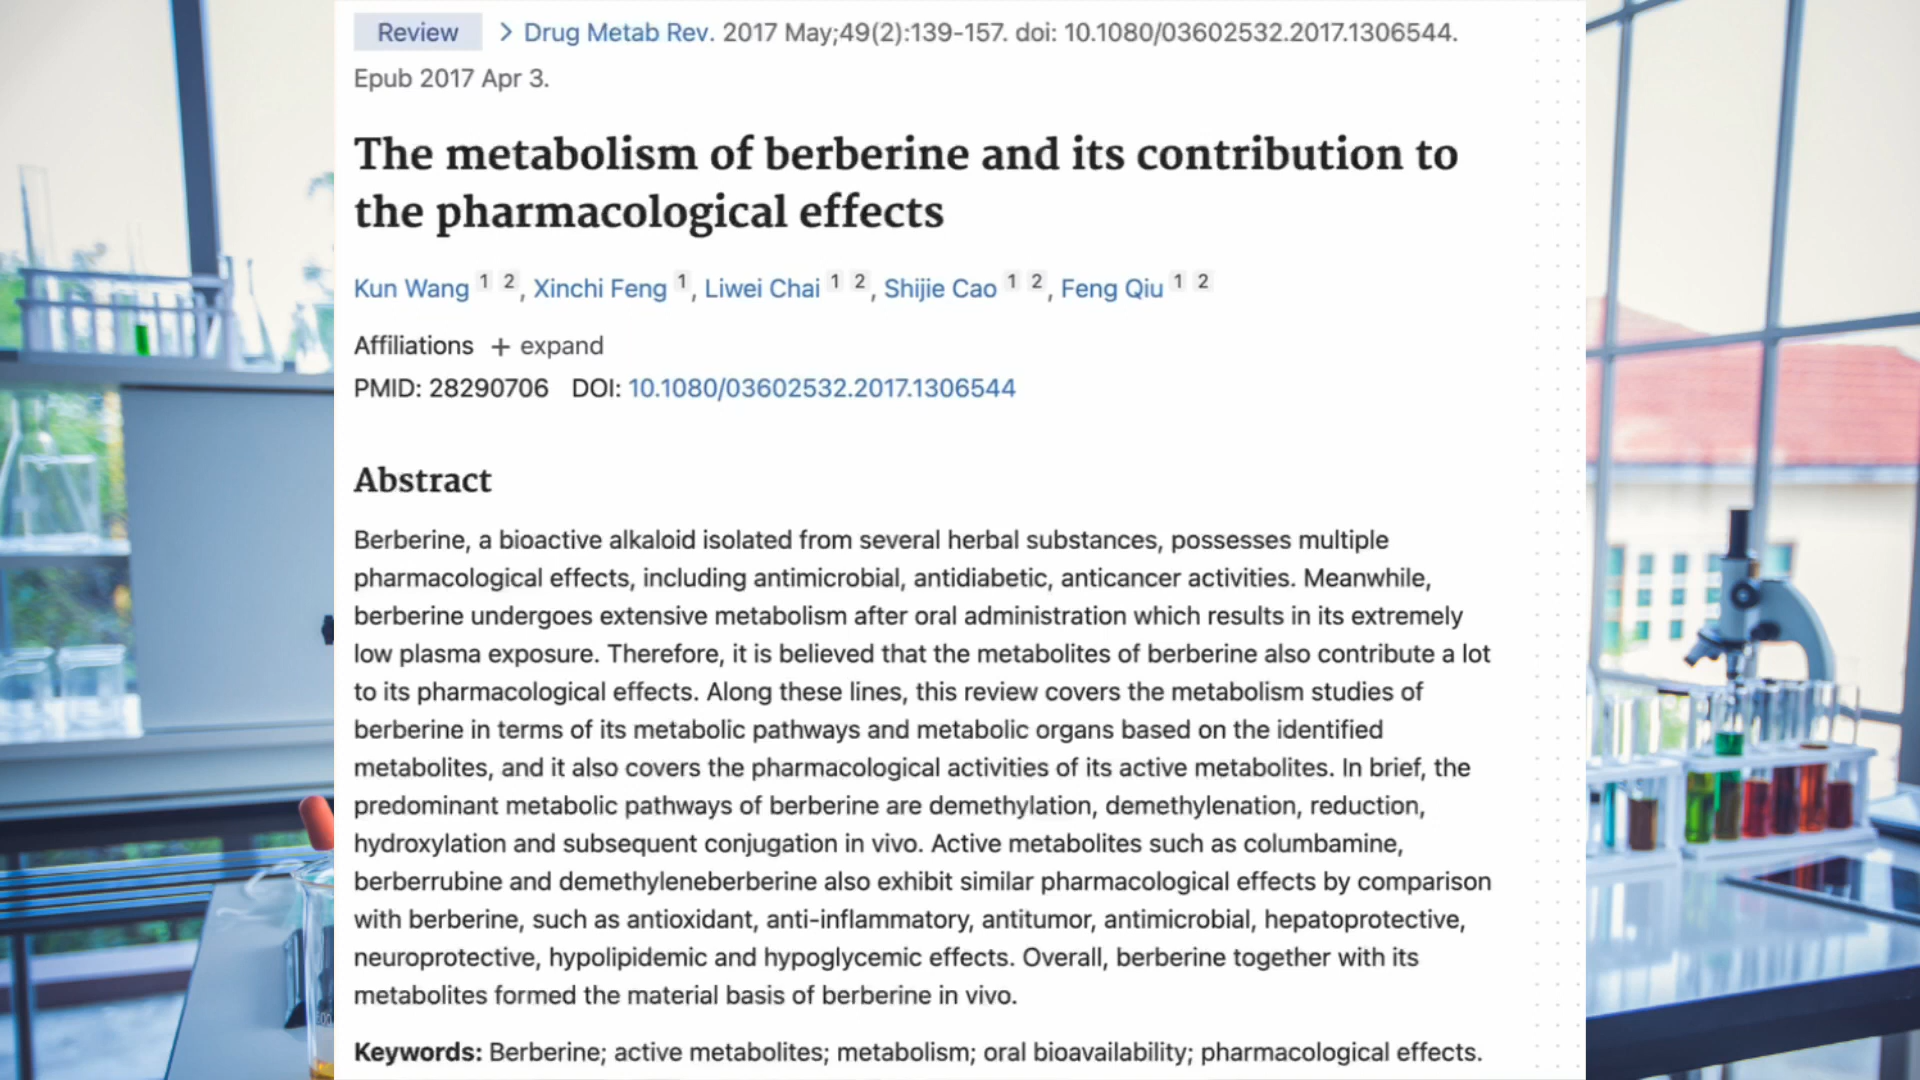 Review > Drug Metab Rev. 2017 May;49(2):139-157. doi: 10.1080/03602532.2017.1306544.
Epub 2017 Apr 3.
The metabolism of berberine and its contribution to
the pharmacological effects
Kun Wang 1 2, Xinchi Feng 1, Liwei Chai 1 2, Shijie Cao 1 2, Feng Qiu 1 2
Affiliations + expand
PMID: 28290706 DOI: 10.1080/03602532.2017.1306544
Abstract
Berberine, a bioactive alkaloid isolated from several herbal substances, possesses multiple
pharmacological effects, including antimicrobial, antidiabetic, anticancer activities. Meanwhile,
berberine undergoes extensive metabolism after oral administration which results in its extremely
low plasma exposure. Therefore, it is believed that the metabolites of berberine also contribute a lot
to its pharmacological effects. Along these lines, this review covers the metabolism studies of
berberine in terms of its metabolic pathways and metabolic organs based on the identified
metabolites, and it also covers the pharmacological activities of its active metabolites. In brief, the
predominant metabolic pathways of berberine are demethylation, demethylenation, reduction,
hydroxylation and subsequent conjugation in vivo. Active metabolites such as columbamine,
berberrubine and demethyleneberberine also exhibit similar pharmacological effects by comparison
with berberine, such as antioxidant, anti-inflammatory, antitumor, antimicrobial, hepatoprotective,
neuroprotective, hypolipidemic and hypoglycemic effects. Overall, berberine together with its
metabolites formed the material basis of berberine in vivo.
Keywords: Berberine; active metabolites; metabolism; oral bioavailability; pharmacological effects.